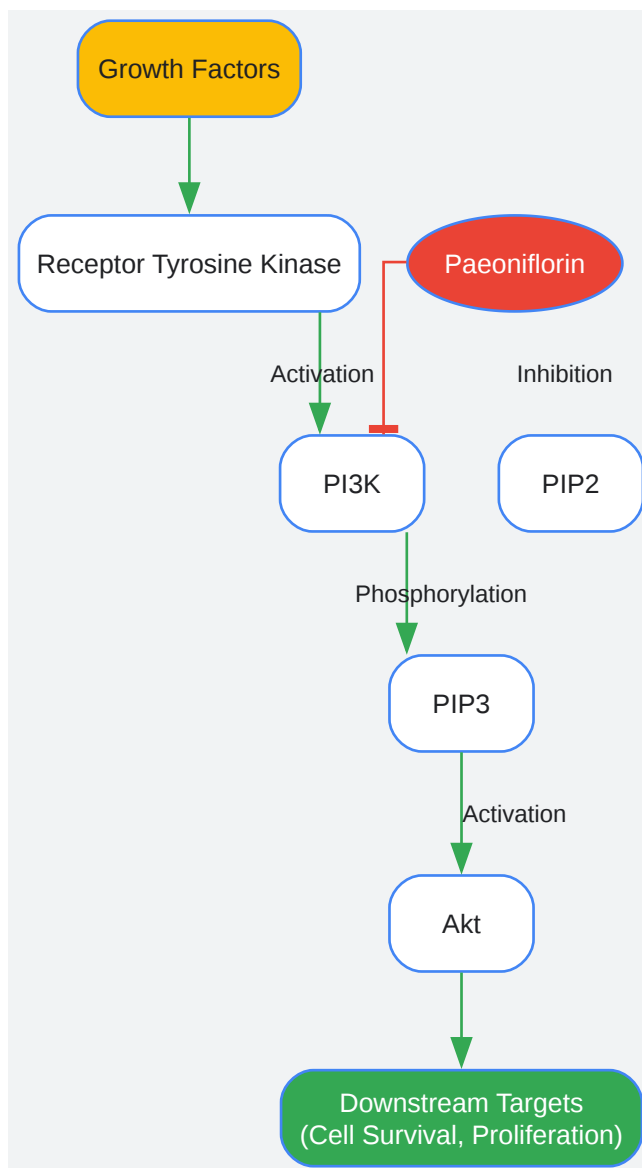 Growth Factors
Receptor Tyrosine Kinase
Paeoniflorin
Activation
Inhibition
PI3K
PIP2
Phosphorylation
PIP3
Activation
Akt
Downstream Targets
(Cell Survival, Proliferation)